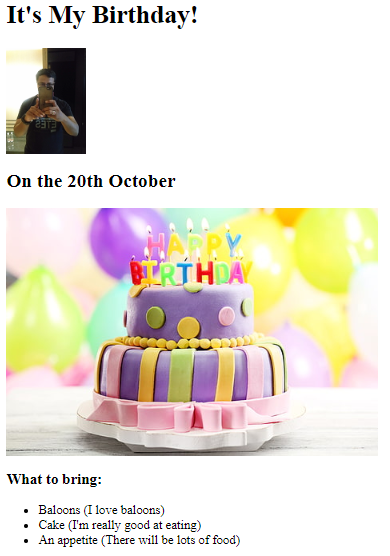 It's My Birthday!
On the 20th October
HAPPY
BIRTHDAY
What to bring:
Baloons (I love baloons)
Cake (I'm really good at eating)
An appetite (There will be lots of food)